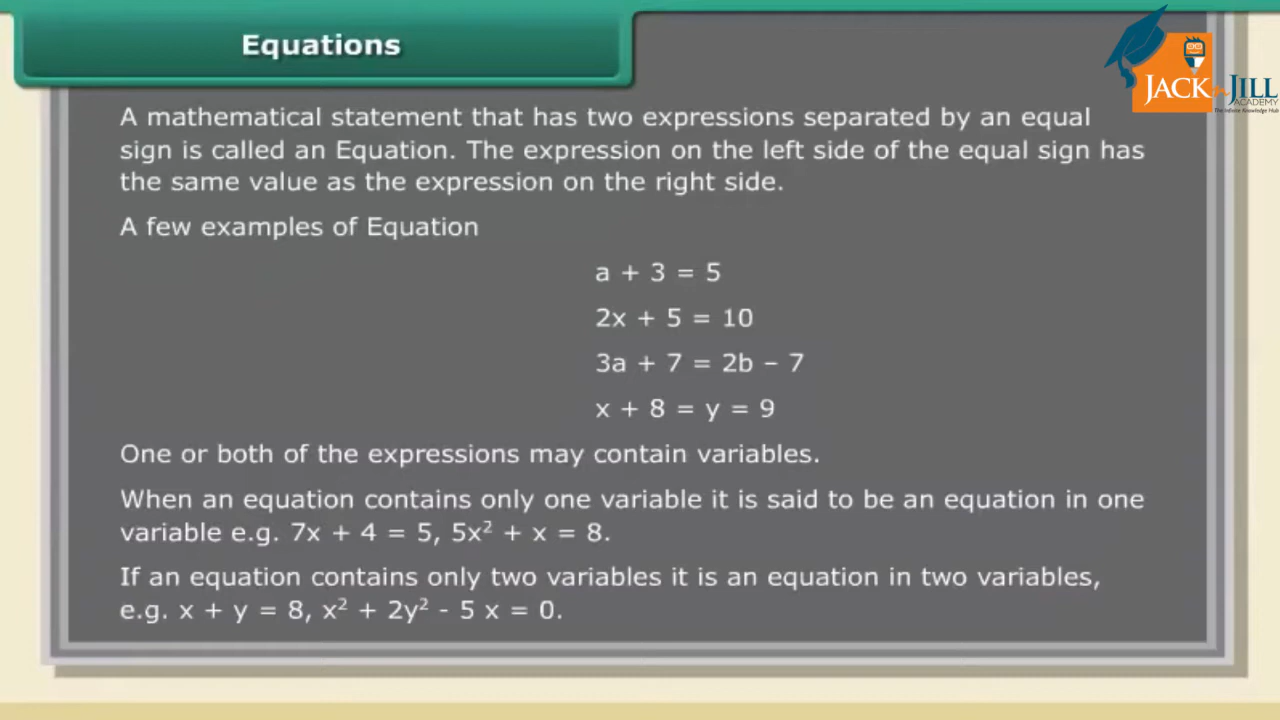 Equations
JACK n JILL
ACADEMY
The Infinite Knowledge Hub
A mathematical statement that has two expressions separated by an equal
sign is called an Equation. The expression on the left side of the equal sign has
the same value as the expression on the right side.
A few examples of Equation
a + 3 = 5
2x + 5 = 10
3a + 7 = 2b – 7
x + 8 = y = 9
One or both of the expressions may contain variables.
When an equation contains only one variable it is said to be an equation in one
variable e.g. 7x + 4 = 5, 5x² + x = 8.
If an equation contains only two variables it is an equation in two variables,
e.g. x + y = 8, x² + 2y² - 5 x = 0.